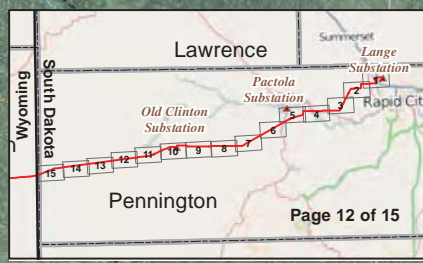 Summerset
Lawrence
Lange
Substation
Wyoming
South Dakota
Pactola
Substation
Rapid City
Old Clinton
Substation
1
2
3
4
5
6
7
8
9
10
11
12
13
14
15
Pennington
Page 12 of 15